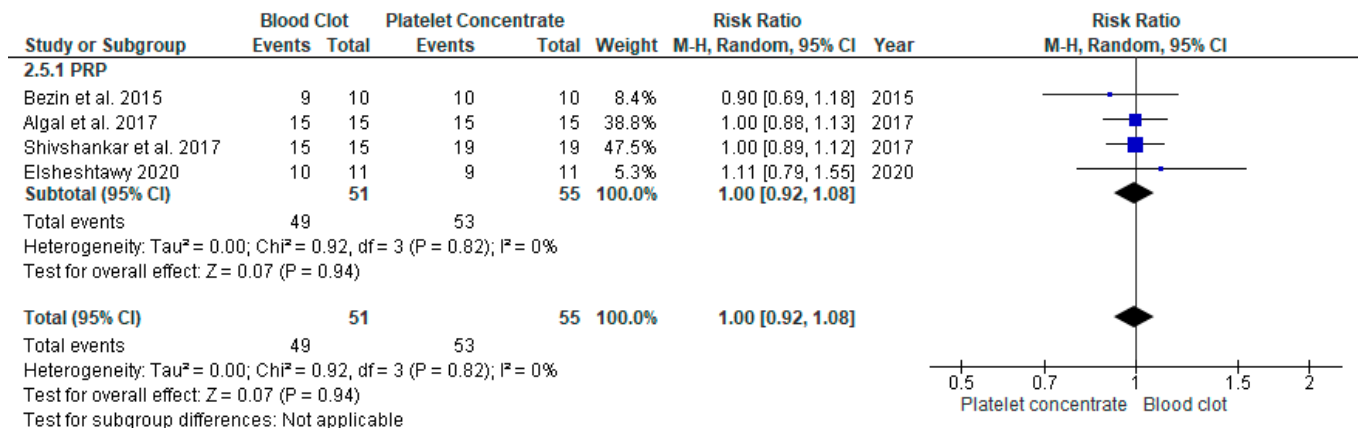 Blood Clot Platelet Concentrate Risk Ratio Risk Ratio
Study or Subgroup Events Total Events Total Weight M-H, Random, 95% CI Year M-H, Random, 95% CI
2.5.1 PRP
Bezin et al. 2015 9 10 10 10 8.4% 0.90 [0.69, 1.18] 2015
Algal et al. 2017 15 15 15 15 38.8% 1.00 [0.88, 1.13] 2017
Shivshankar et al. 2017 15 15 19 19 47.5% 1.00 [0.89, 1.12] 2017
Elsheshtawy 2020 10 11 9 11 5.3% 1.11 [0.79, 1.55] 2020
Subtotal (95% CI) 51 55 100.0% 1.00 [0.92, 1.08]
Total events 49 53
Heterogeneity: Tau² = 0.00; Chi² = 0.92, df = 3 (P = 0.82); I² = 0%
Test for overall effect: Z = 0.07 (P = 0.94)
Total (95% CI) 51 55 100.0% 1.00 [0.92, 1.08]
Total events 49 53
Heterogeneity: Tau² = 0.00; Chi² = 0.92, df = 3 (P = 0.82); I² = 0%
Test for overall effect: Z = 0.07 (P = 0.94)
Test for subgroup differences: Not applicable
0.5 0.7 1 1.5 2
Platelet concentrate Blood clot